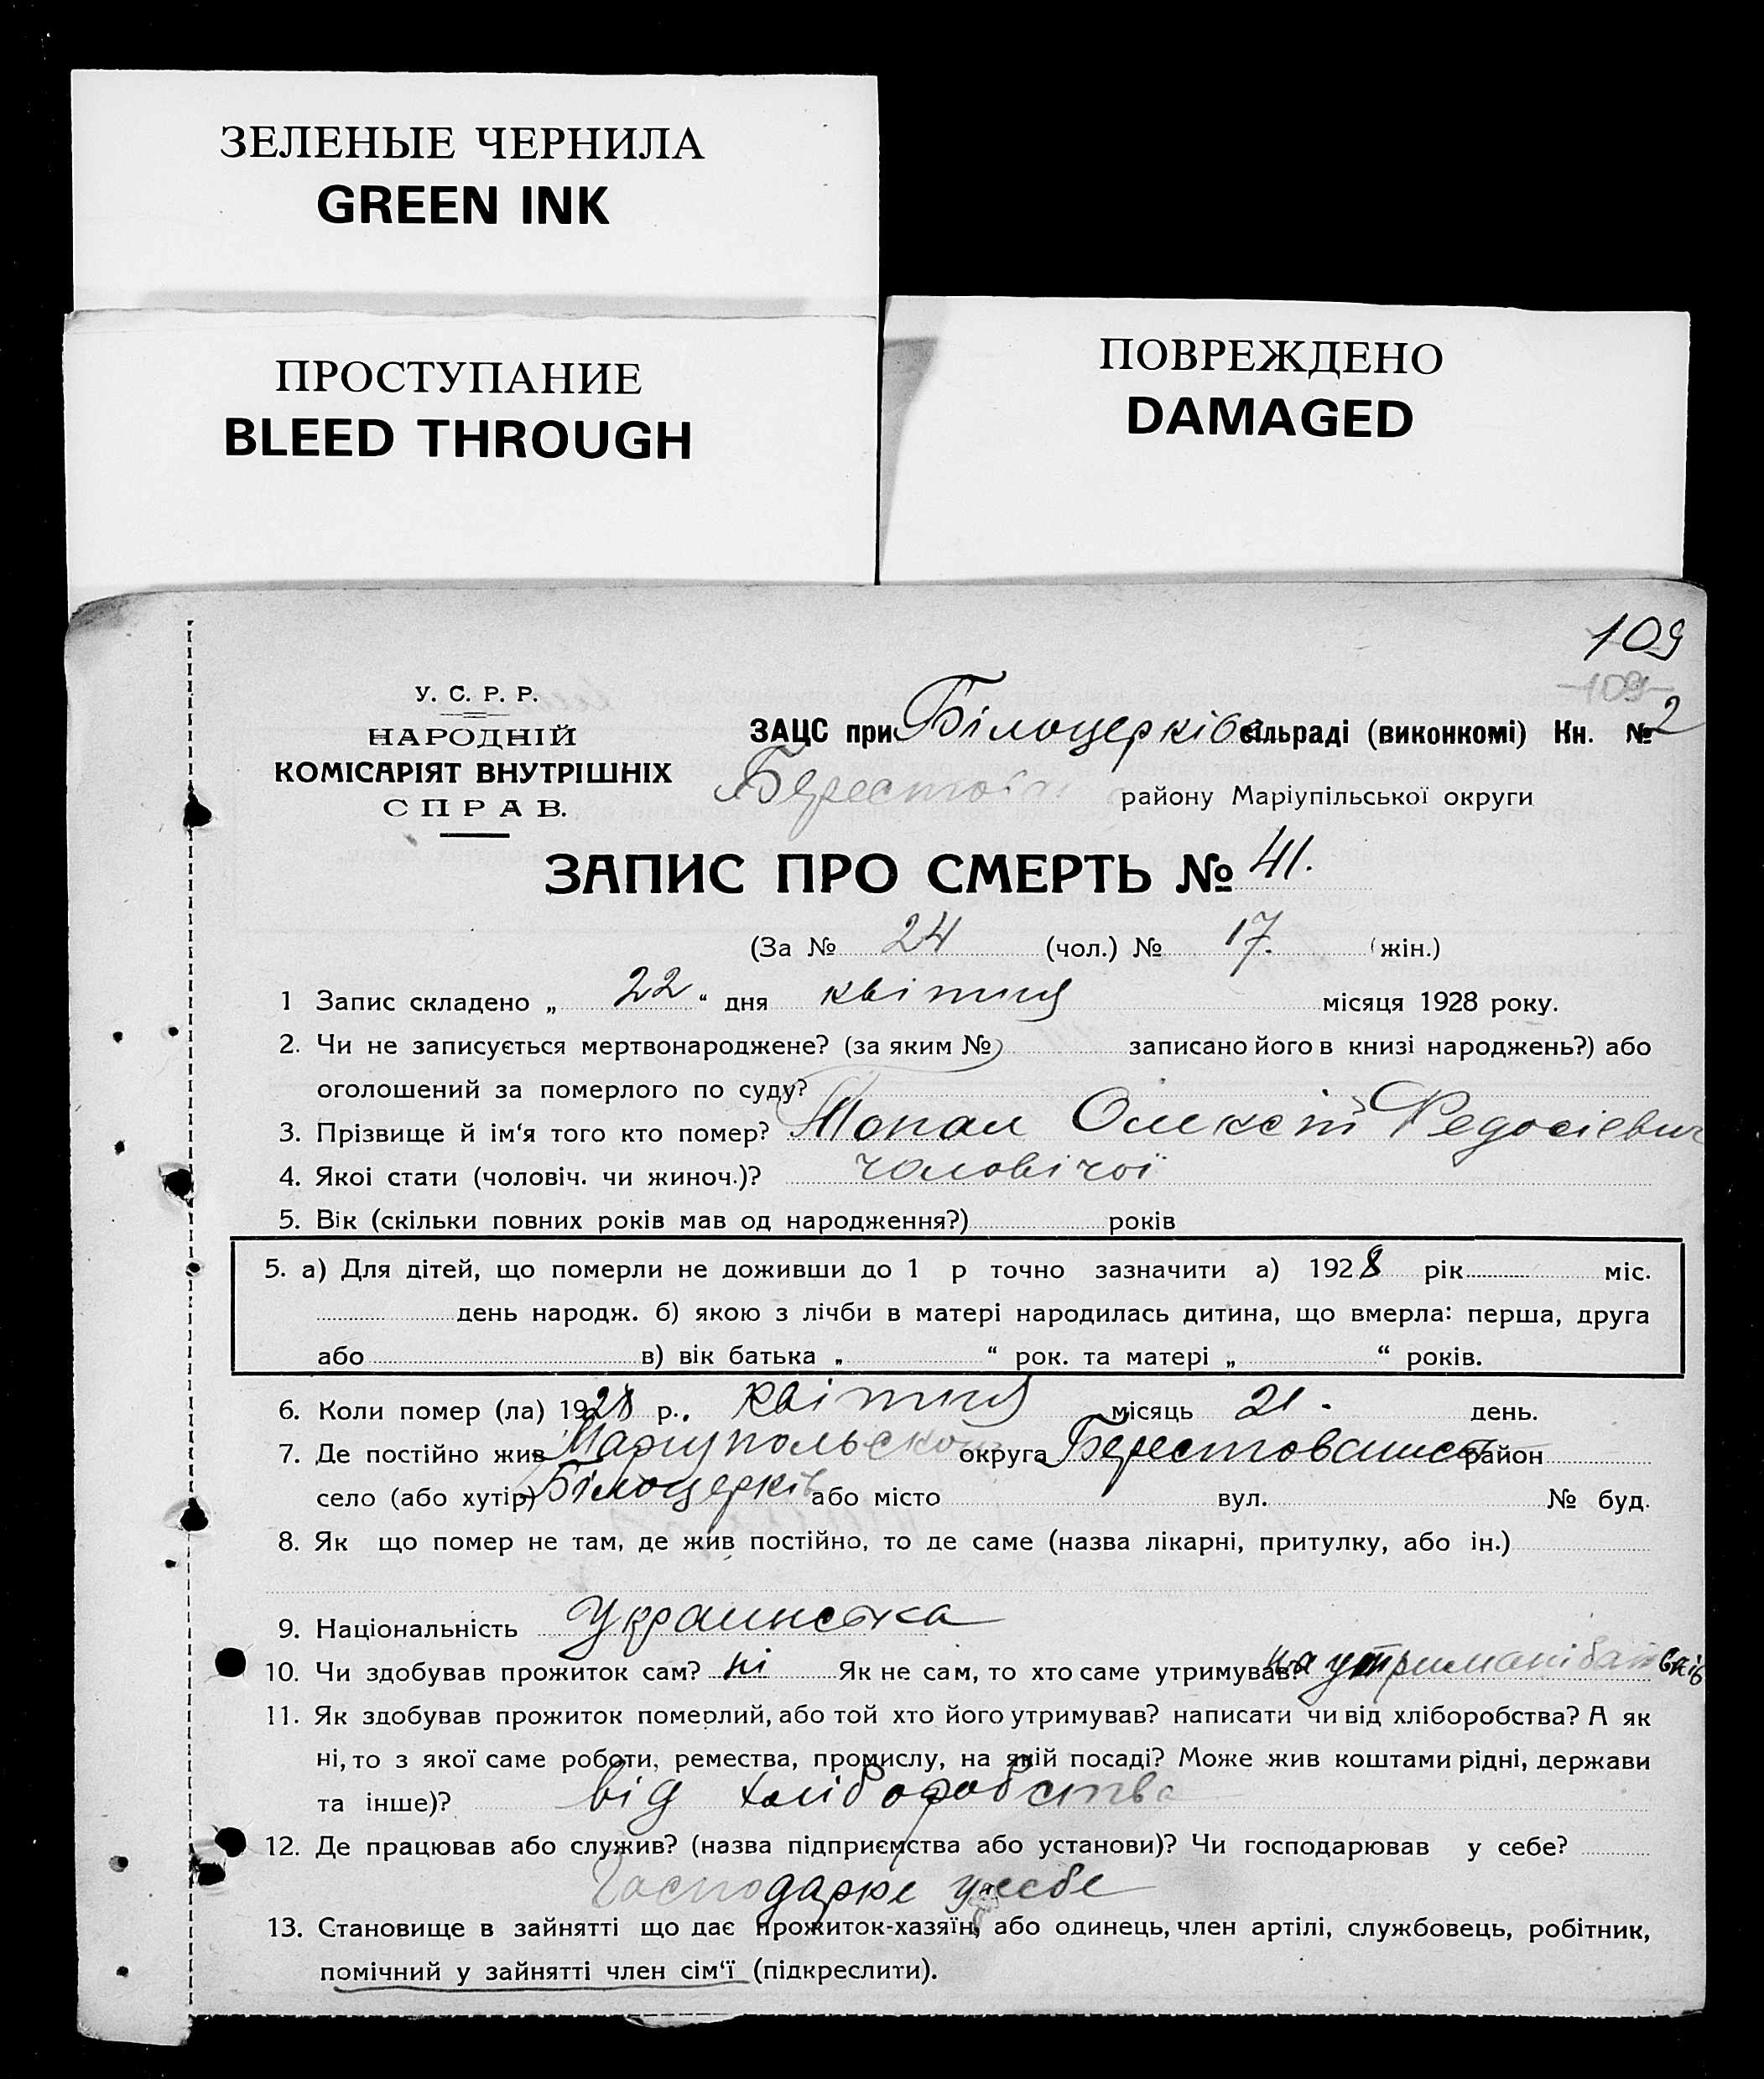 ЗЕЛЕНЫЕ ЧЕРНИЛА
GREEN INK
ПРОСТУПАНИЕ
BLEED THROUGH
ПОВРЕЖДЕНО
DAMAGED
109
109
У. С. Р. Р.
НАРОДНІЙ
КОМІСАРІЯТ ВНУТРІШНІХ
СПРАВ.
ЗАЦС при Білоцерків сільраді (виконкомі) Кн. № 2
району Маріупільської округи
ЗАПИС ПРО СМЕРТЬ № 41.
(За № 24 (чол.) № 17. (жін.)
1 Запис складено „ 22 “ дня квітня місяця 1928 року.
2. Чи не записується мертвонароджене? (за яким №) записано його в книзі народжень?) або
оголошений за померлого по суду?
3. Прізвище й ім‘я того кто помер? Топал Олексій Федосієвич
4. Якоі стати (чоловіч. чи жиноч.)? чоловічої
5. Вік (скільки повних років мав од народження?) років
5. а) Для дітей, що померли не доживши до 1 р точно зазначити а) 1928 рік міс.
день народж. б) якою з лічби в матері народилась дитина, що вмерла: перша, друга
або в) вік батька „ “ рок. та матері „ “ років.
6. Коли помер (ла) 1928 р. квітня місяць 21. день.
7. Де постійно жив округа район
село (або хутір) Білоцерків або місто вул. № буд.
8. Як що помер не там, де жив постійно, то де саме (назва лікарні, притулку, або ін.)
9. Національність Украинська
10. Чи здобував прожиток сам? ні Як не сам, то хто саме утримував? на утримані батьків
11. Як здобував прожиток померлий, або той хто його утримував? написати чи від хліборобства? А як
ні, то з якої саме роботи, ремества, промислу, на якій посаді? Може жив коштами рідні, держави
та інше)? від хліборобства
12. Де працював або служив? (назва підприємства або установи)? Чи господарював у себе?
Господарює у себе
13. Становище в зайнятті що дає прожиток-хазяїн, або одинець, член артілі, службовець, робітник,
помічний у зайнятті член сім‘ї (підкреслити).